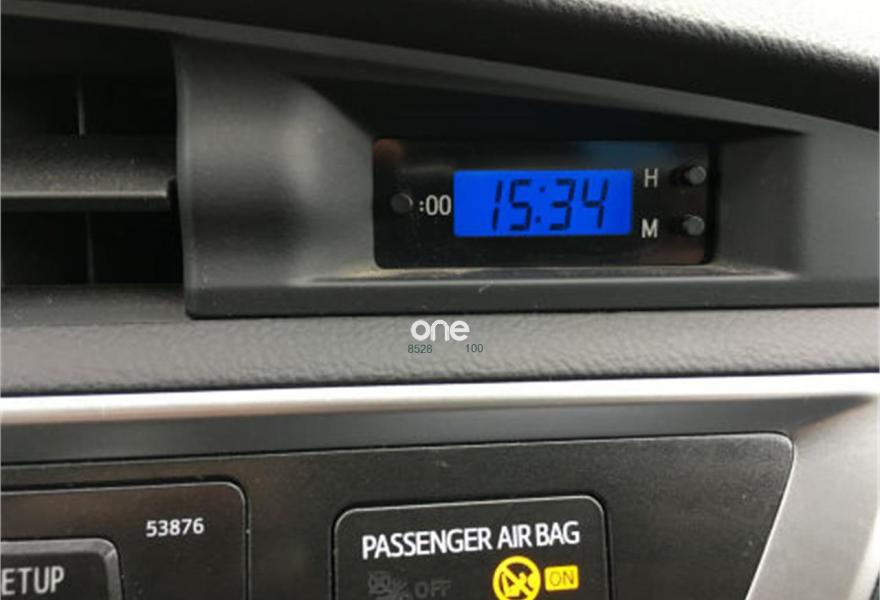 :00 15:34 H
M
one
8528 100
53876
ETUP
PASSENGER AIR BAG
OFF ON